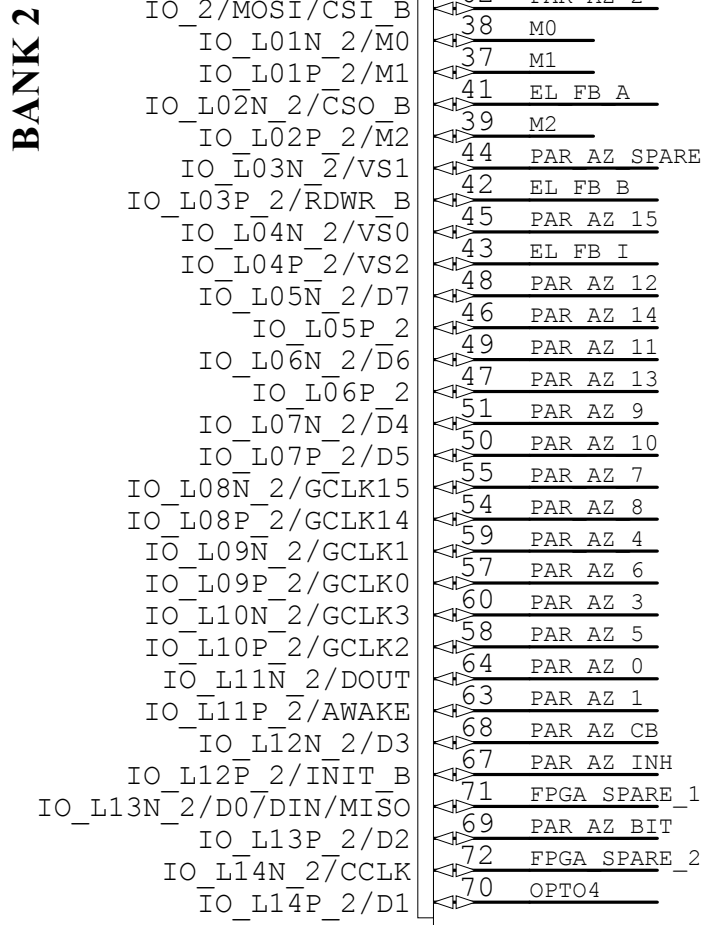 BANK 2
IO_2/MOSI/CSI_B
IO_L01N_2/M0 38 M0
IO_L01P_2/M1 37 M1
IO_L02N_2/CSO_B 41 EL FB A
IO_L02P_2/M2 39 M2
IO_L03N_2/VS1 44 PAR AZ SPARE
IO_L03P_2/RDWR_B 42 EL FB B
IO_L04N_2/VS0 45 PAR AZ 15
IO_L04P_2/VS2 43 EL FB I
IO_L05N_2/D7 48 PAR AZ 12
IO_L05P_2 46 PAR AZ 14
IO_L06N_2/D6 49 PAR AZ 11
IO_L06P_2 47 PAR AZ 13
IO_L07N_2/D4 51 PAR AZ 9
IO_L07P_2/D5 50 PAR AZ 10
IO_L08N_2/GCLK15 55 PAR AZ 7
IO_L08P_2/GCLK14 54 PAR AZ 8
IO_L09N_2/GCLK1 59 PAR AZ 4
IO_L09P_2/GCLK0 57 PAR AZ 6
IO_L10N_2/GCLK3 60 PAR AZ 3
IO_L10P_2/GCLK2 58 PAR AZ 5
IO_L11N_2/DOUT 64 PAR AZ 0
IO_L11P_2/AWAKE 63 PAR AZ 1
IO_L12N_2/D3 68 PAR AZ CB
IO_L12P_2/INIT_B 67 PAR AZ INH
IO_L13N_2/D0/DIN/MISO 71 FPGA SPARE_1
IO_L13P_2/D2 69 PAR AZ BIT
IO_L14N_2/CCLK 72 FPGA SPARE_2
IO_L14P_2/D1 70 OPTO4